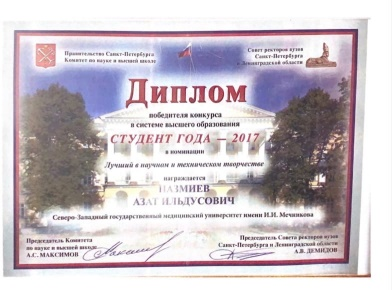 Правительство Санкт-Петербурга
Комитет по науке и высшей школе
Совет ректоров вузов
Санкт-Петербурга
и Ленинградской области
Диплом
победителя конкурса
в системе высшего образования
СТУДЕНТ ГОДА — 2017
в номинации
Лучший в научном и техническом творчестве
награждается
НАЗМИЕВ
АЗАТ ИЛЬДУСОВИЧ
Северо-Западный государственный медицинский университет имени И.И. Мечникова
Председатель Комитета
по науке и высшей школе
А.С. МАКСИМОВ
Председатель Совета ректоров вузов
Санкт-Петербурга и Ленинградской области
А.В. ДЕМИДОВ